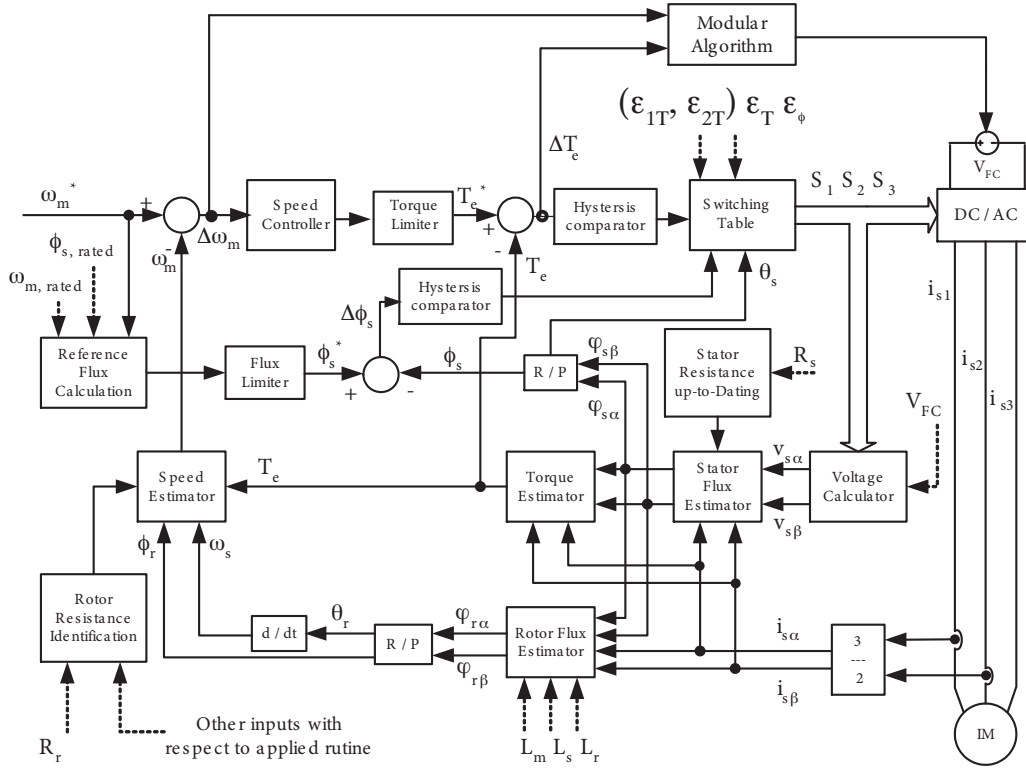 Modular
Algorithm
(ε1T, ε2T) εT εϕ
ΔTe
+ -
VFC
ωm*
+
-
Δωm
Speed
Controller
Torque
Limiter
Te*
+
-
Hystersis
comparator
Switching
Table
S1 S2 S3
DC / AC
ϕs, rated
ωm
Te
θs
ωm, rated
Hystersis
comparator
is1
Δϕs
Reference
Flux
Calculation
Flux
Limiter
ϕs*
+
-
ϕs
R / P
φsβ
φsα
Stator
Resistance
up-to-Dating
Rs
is2
is3
VFC
Speed
Estimator
Te
Torque
Estimator
Stator
Flux
Estimator
vsα
vsβ
Voltage
Calculator
ϕr
ωs
Rotor
Resistance
Identification
d / dt
θr
R / P
φrα
φrβ
Rotor Flux
Estimator
isα
isβ
3
---
2
Rr
Other inputs with
respect to applied rutine
Lm Ls Lr
IM